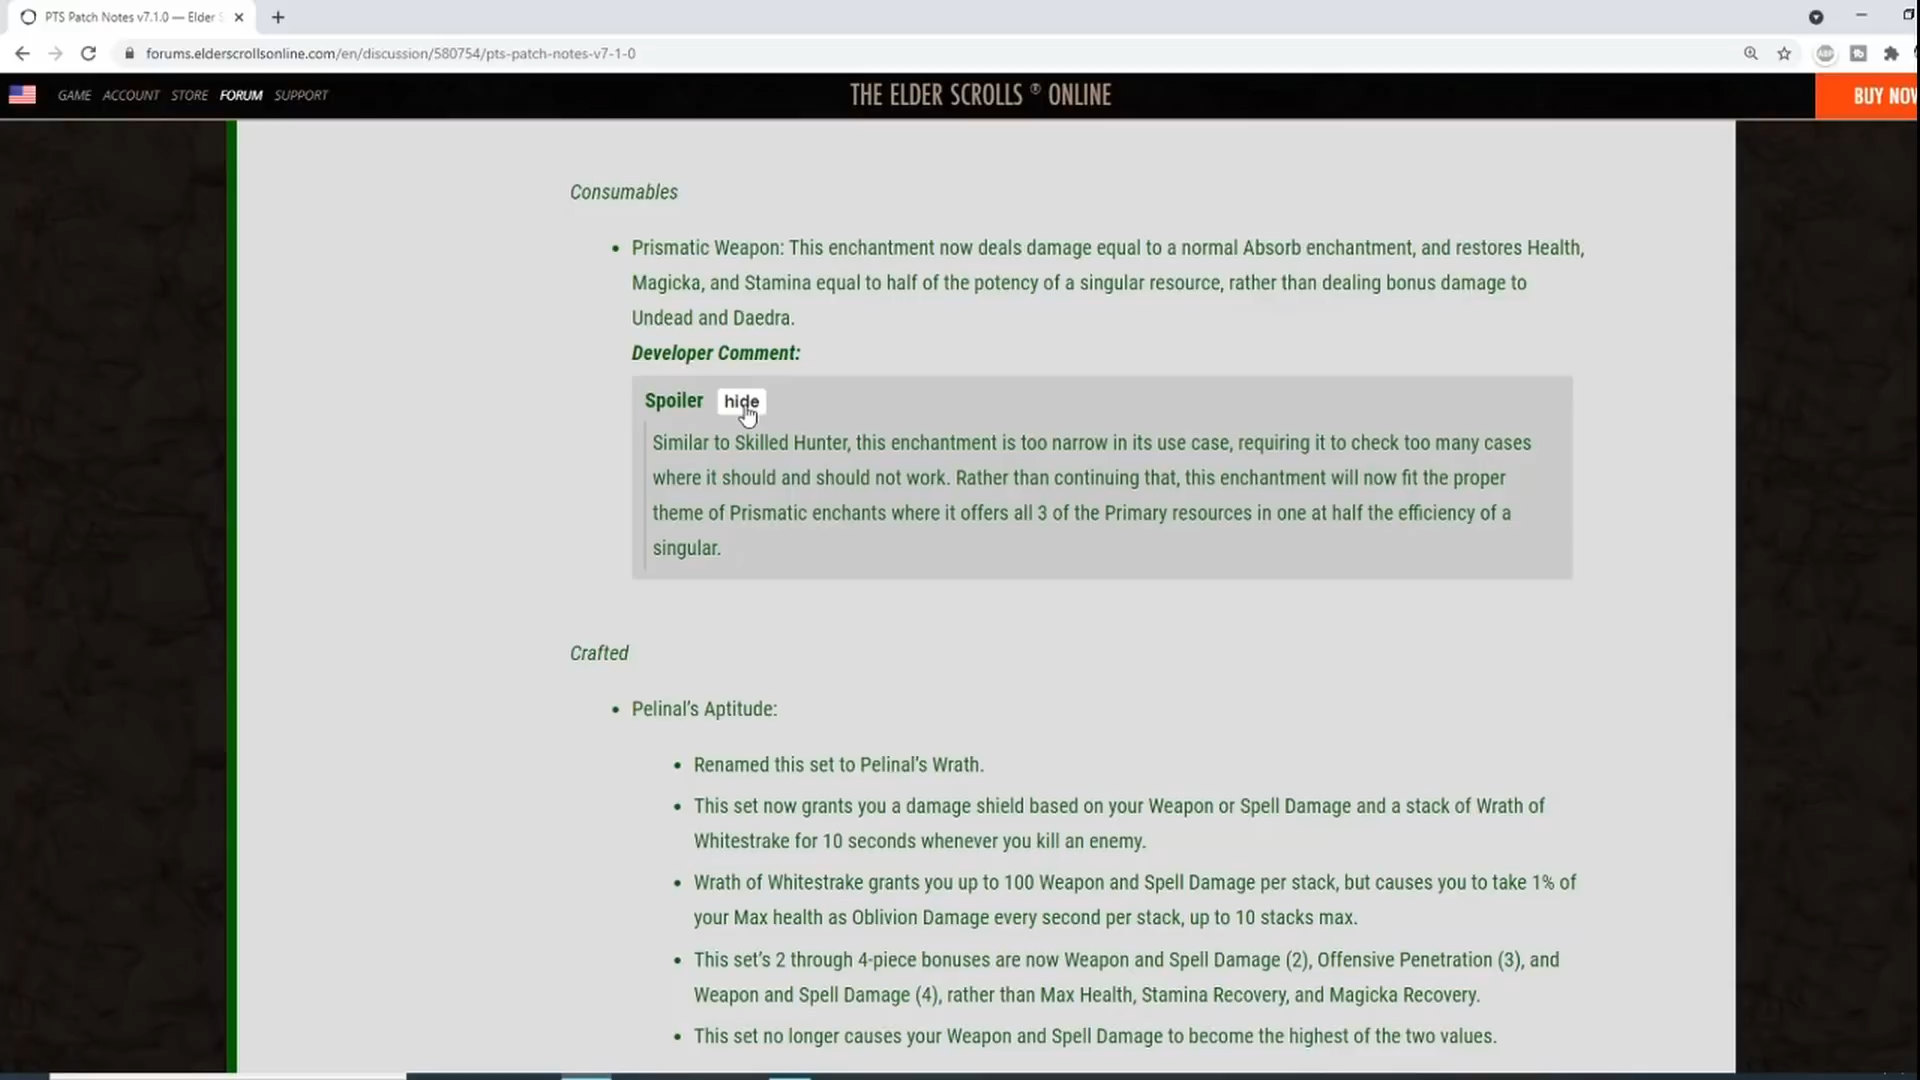 PTS Patch Notes v7.1.0 — Elder S
forums.elderscrollsonline.com/en/discussion/580754/pts-patch-notes-v7-1-0
ABP
GAME ACCOUNT STORE FORUM SUPPORT
THE ELDER SCROLLS ® ONLINE
BUY NOW
Consumables
• Prismatic Weapon: This enchantment now deals damage equal to a normal Absorb enchantment, and restores Health,
Magicka, and Stamina equal to half of the potency of a singular resource, rather than dealing bonus damage to
Undead and Daedra.
Developer Comment:
Spoiler hide
Similar to Skilled Hunter, this enchantment is too narrow in its use case, requiring it to check too many cases
where it should and should not work. Rather than continuing that, this enchantment will now fit the proper
theme of Prismatic enchants where it offers all 3 of the Primary resources in one at half the efficiency of a
singular.
Crafted
• Pelinal’s Aptitude:
• Renamed this set to Pelinal’s Wrath.
• This set now grants you a damage shield based on your Weapon or Spell Damage and a stack of Wrath of
Whitestrake for 10 seconds whenever you kill an enemy.
• Wrath of Whitestrake grants you up to 100 Weapon and Spell Damage per stack, but causes you to take 1% of
your Max health as Oblivion Damage every second per stack, up to 10 stacks max.
• This set’s 2 through 4-piece bonuses are now Weapon and Spell Damage (2), Offensive Penetration (3), and
Weapon and Spell Damage (4), rather than Max Health, Stamina Recovery, and Magicka Recovery.
• This set no longer causes your Weapon and Spell Damage to become the highest of the two values.